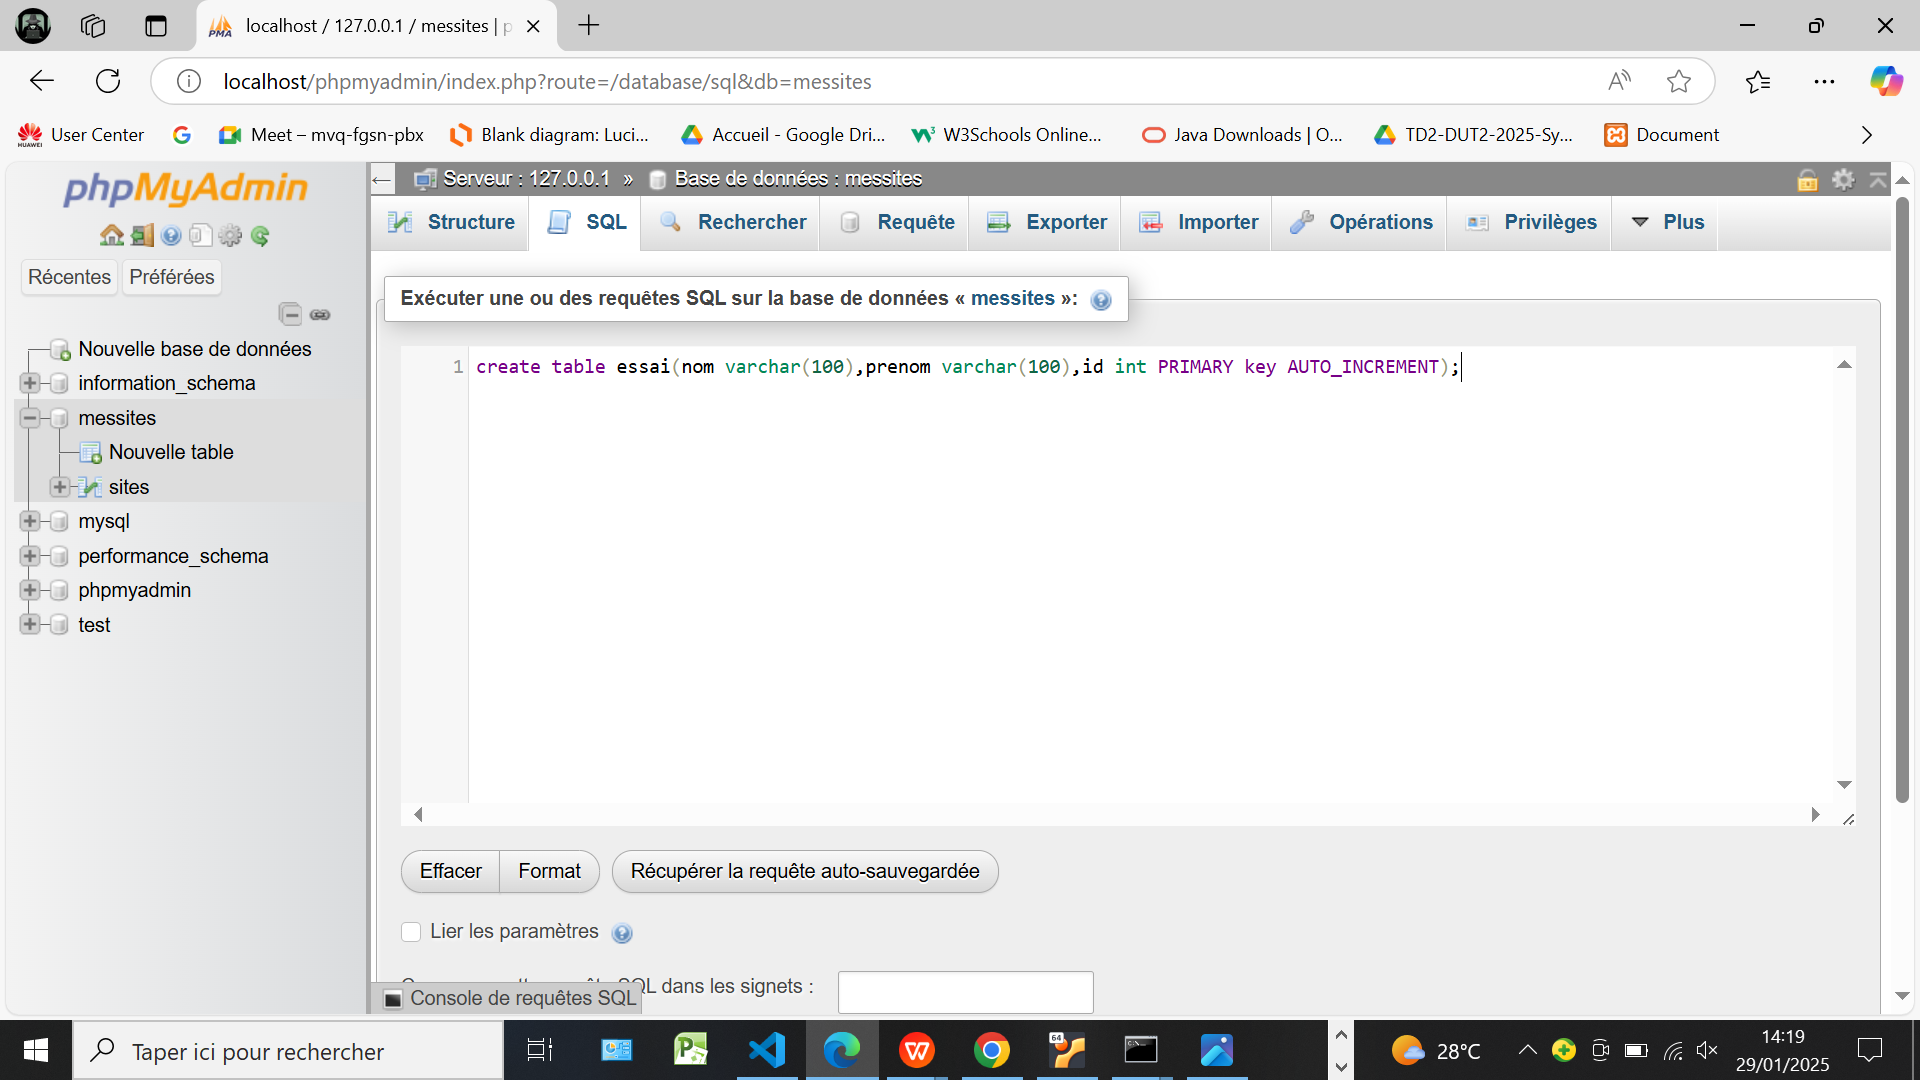 localhost / 127.0.0.1 / messites | p
localhost/phpmyadmin/index.php?route=/database/sql&db=messites
User Center
Meet – mvq-fgsn-pbx
Blank diagram: Luci...
Accueil - Google Dri...
W3Schools Online...
Java Downloads | O...
TD2-DUT2-2025-Sy...
Document
phpMyAdmin
Récentes
Préférées
Nouvelle base de données
information_schema
messites
Nouvelle table
sites
mysql
performance_schema
phpmyadmin
test
Serveur : 127.0.0.1 » Base de données : messites
Structure
SQL
Rechercher
Requête
Exporter
Importer
Opérations
Privilèges
Plus
Exécuter une ou des requêtes SQL sur la base de données « messites »:
1 create table essai(nom varchar(100),prenom varchar(100),id int PRIMARY key AUTO_INCREMENT);
Effacer
Format
Récupérer la requête auto-sauvegardée
Lier les paramètres
SQL dans les signets :
Console de requêtes SQL
Taper ici pour rechercher
28°C
14:19
29/01/2025